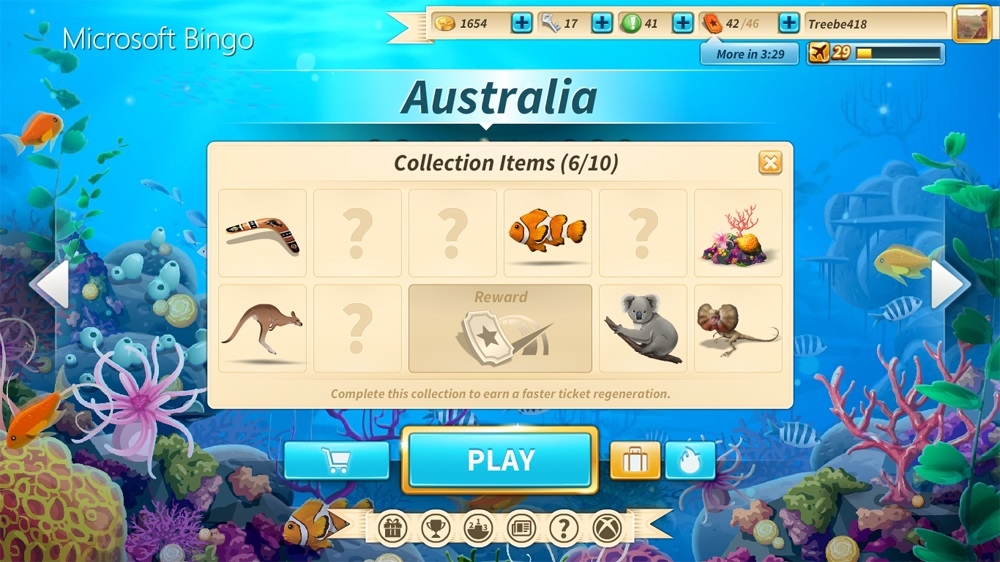 Microsoft Bingo
1654
17
41
42/46
Treebe418
More in 3:29
29
Australia
Collection Items (6/10)
?
?
?
?
Reward
Complete this collection to earn a faster ticket regeneration.
PLAY
?